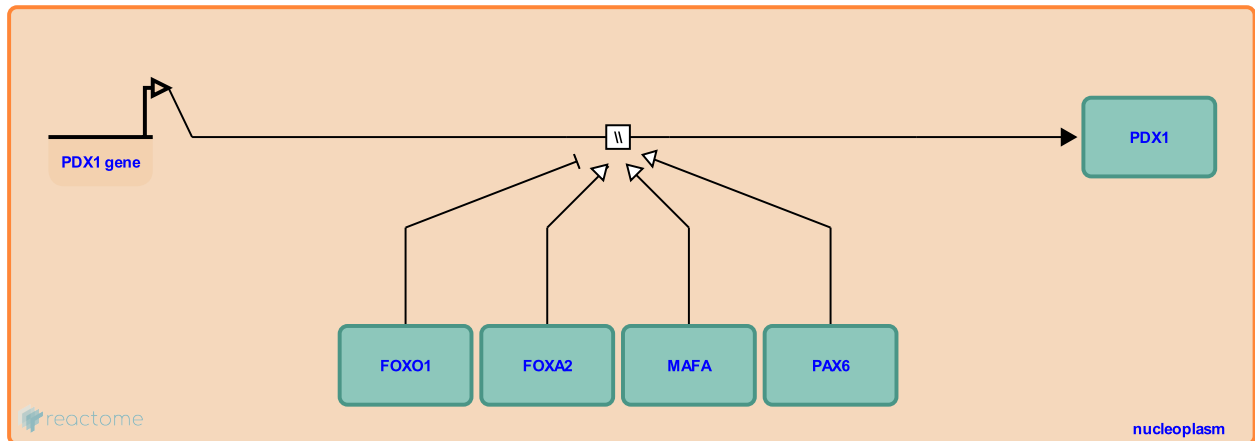 PDX1 gene
\\
PDX1
FOXO1
FOXA2
MAFA
PAX6
reactome
nucleoplasm